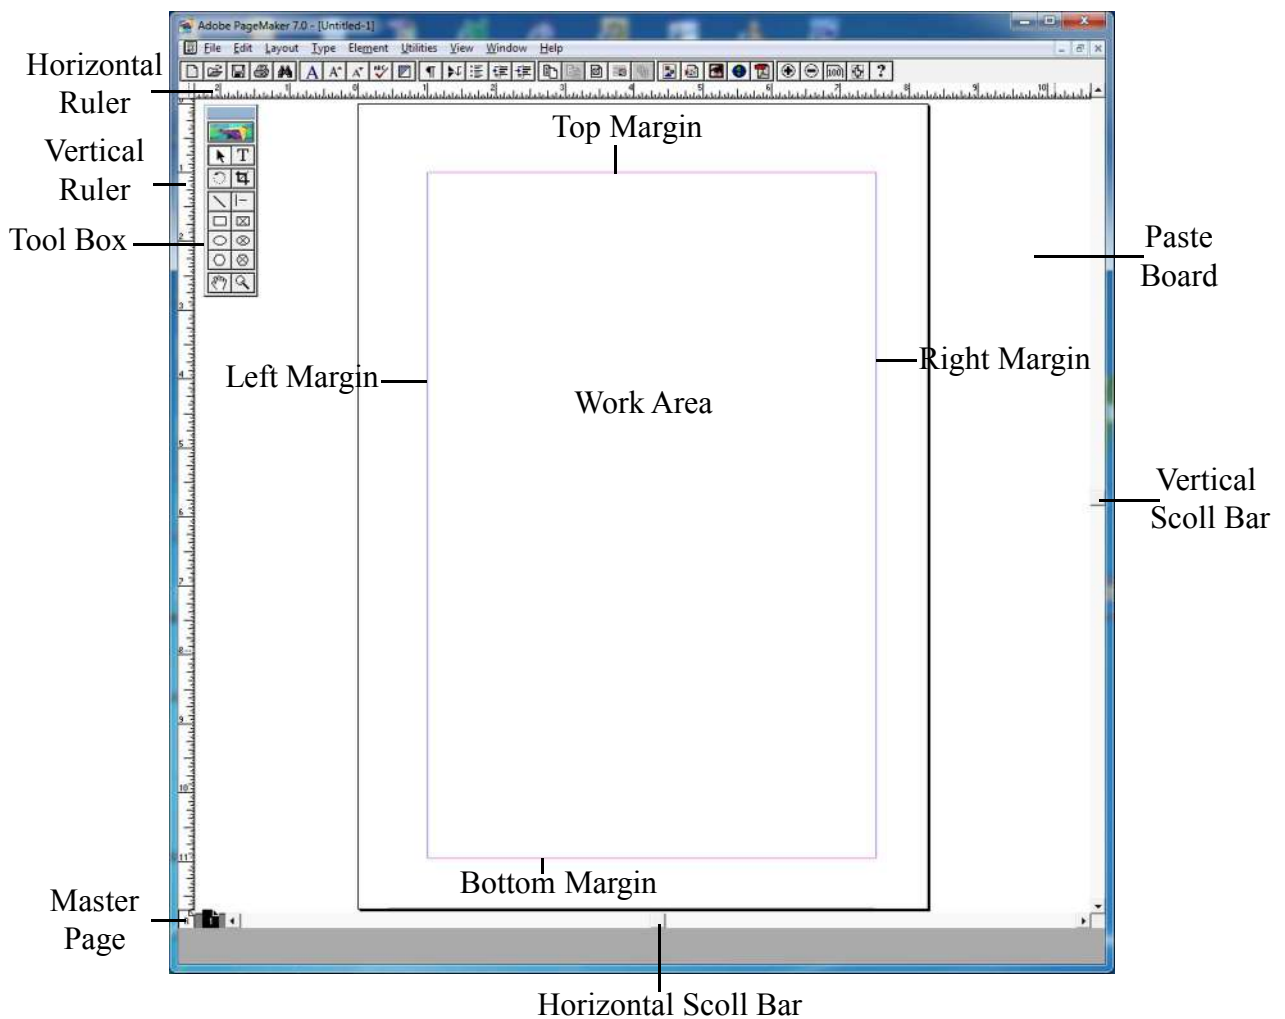 Adobe PageMaker 7.0 - [Untitled-1]
File Edit Layout Type Element Utilities View Window Help
Horizontal
Ruler
Vertical
Ruler
Tool Box
Top Margin
Paste
Board
Left Margin
Right Margin
Work Area
Vertical
Scoll Bar
Bottom Margin
Master
Page
Horizontal Scoll Bar